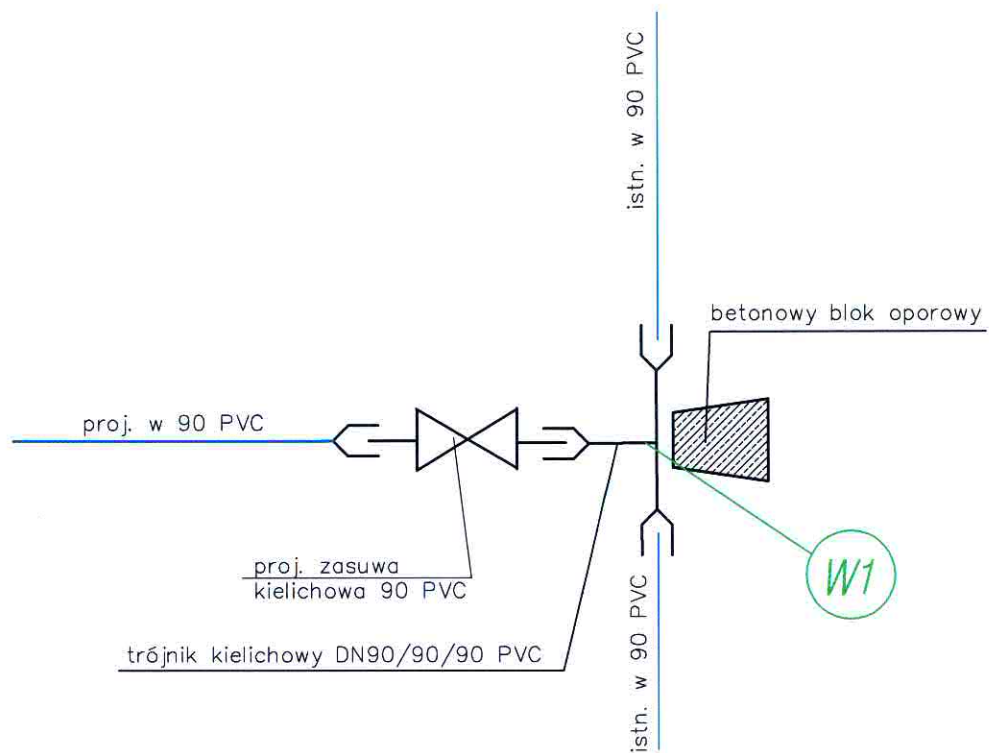 istn. w 90 PVC
betonowy blok oporowy
proj. w 90 PVC
proj. zasuwa
kielichowa 90 PVC
W1
trójnik kielichowy DN90/90/90 PVC
istn. w 90 PVC